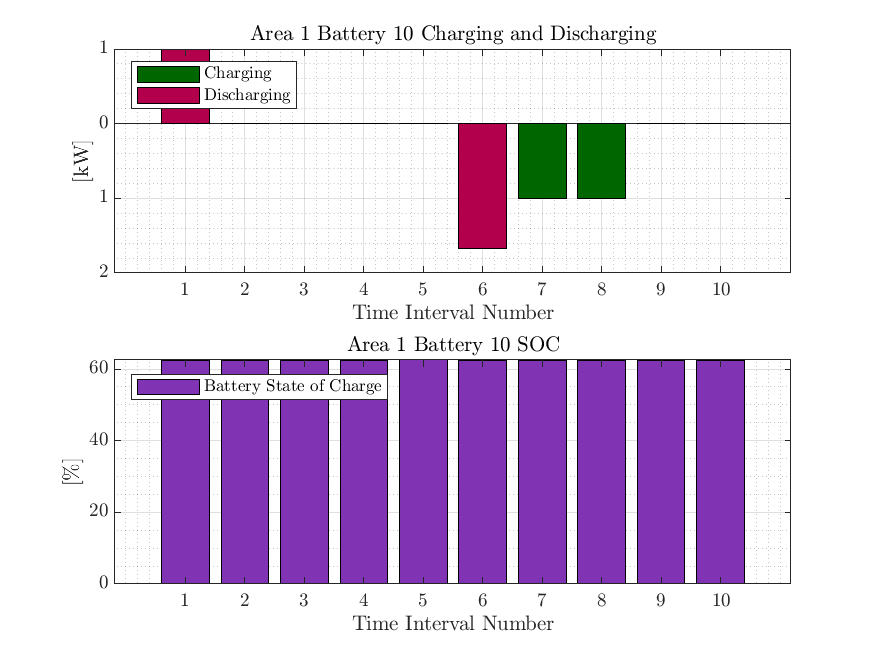 Area 1 Battery 10 Charging and Discharging
1
Charging
Discharging
0
[kW]
1
2
1 2 3 4 5 6 7 8 9 10
Time Interval Number
Area 1 Battery 10 SOC
60
Battery State of Charge
40
[%]
20
0
1 2 3 4 5 6 7 8 9 10
Time Interval Number